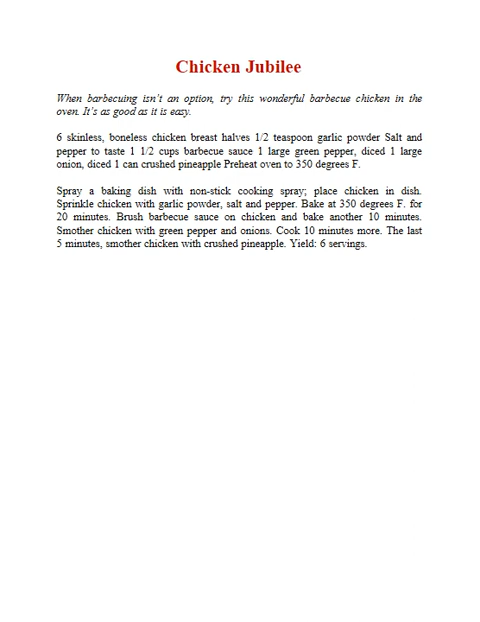 Chicken Jubilee
When barbecuing isn't an option, try this wonderful barbecue chicken in the
oven. It's as good as it is easy.
6 skinless, boneless chicken breast halves 1/2 teaspoon garlic powder Salt and
pepper to taste 1 1/2 cups barbecue sauce 1 large green pepper, diced 1 large
onion, diced 1 can crushed pineapple Preheat oven to 350 degrees F.
Spray a baking dish with non-stick cooking spray; place chicken in dish.
Sprinkle chicken with garlic powder, salt and pepper. Bake at 350 degrees F. for
20 minutes. Brush barbecue sauce on chicken and bake another 10 minutes.
Smother chicken with green pepper and onions. Cook 10 minutes more. The last
5 minutes, smother chicken with crushed pineapple. Yield: 6 servings.